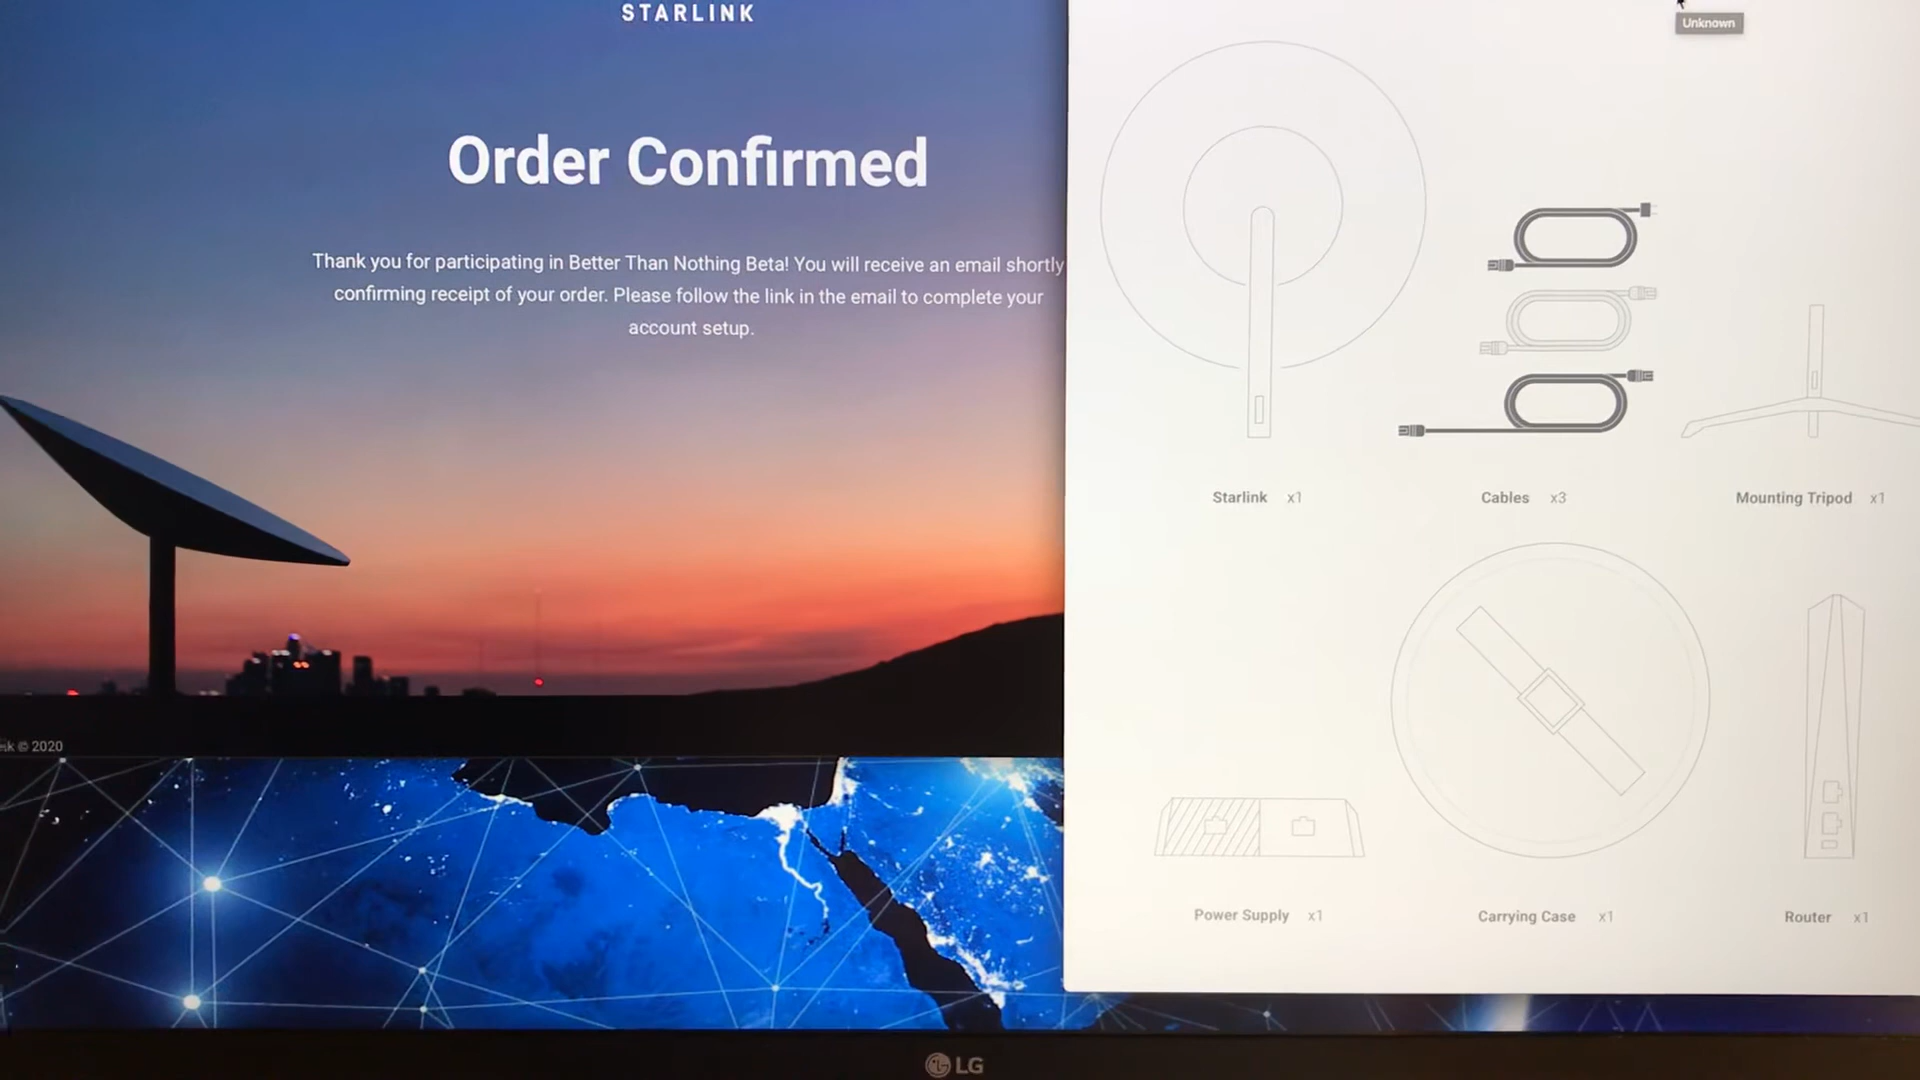 STARLINK
Order Confirmed
Thank you for participating in Better Than Nothing Beta! You will receive an email shortly
confirming receipt of your order. Please follow the link in the email to complete your
account setup.
© 2020
Unknown
Starlink x1
Cables x3
Mounting Tripod x1
Power Supply x1
Carrying Case x1
Router x1
LG